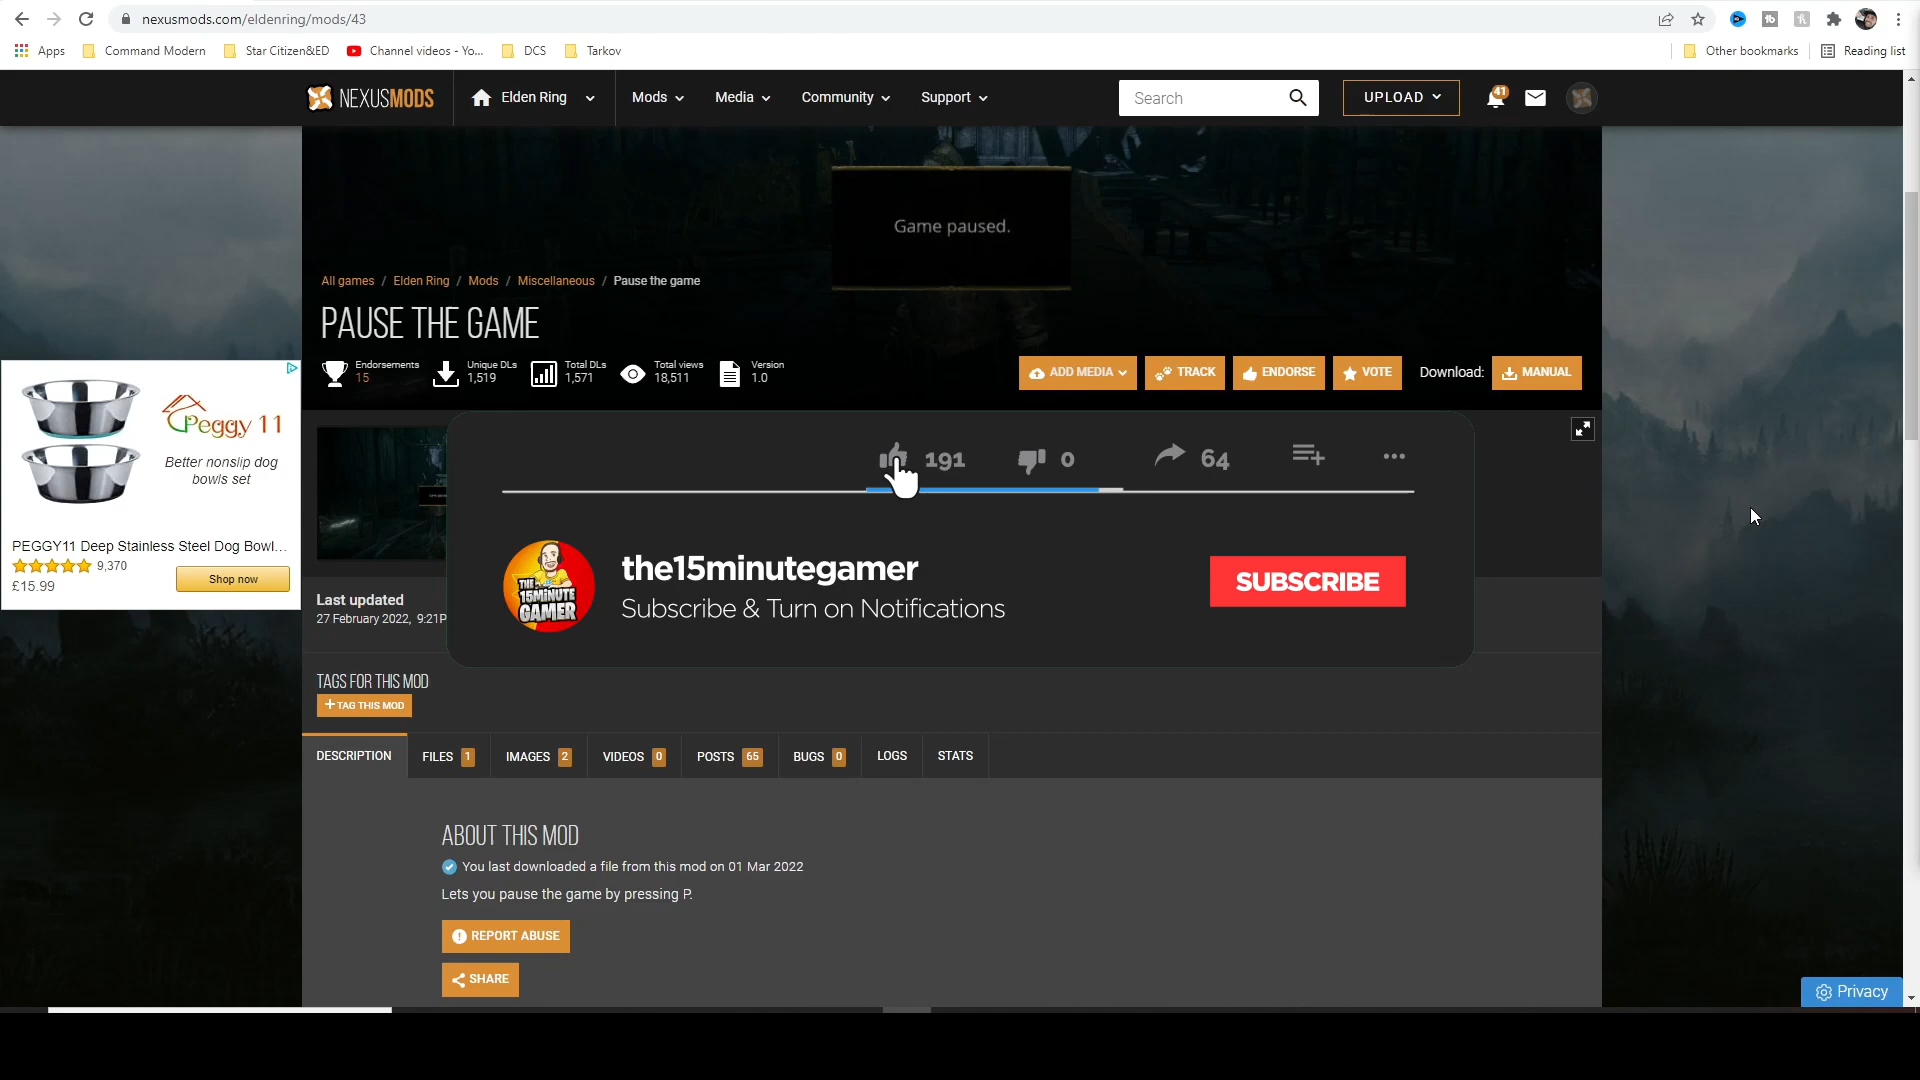 nexusmods.com/eldenring/mods/43
Apps Command Modern Star Citizen&ED Channel videos - Yo... DCS Tarkov Other bookmarks Reading list
NEXUSMODS Elden Ring Mods Media Community Support Search UPLOAD 41
Game paused.
All games / Elden Ring / Mods / Miscellaneous / Pause the game
PAUSE THE GAME
Endorsements Unique DLs Total DLs Total views Version
15 1,519 1,571 18,511 1.0
ADD MEDIA TRACK ENDORSE VOTE Download: MANUAL
Peggy 11
Better nonslip dog
bowls set
PEGGY11 Deep Stainless Steel Dog Bowl...
9,370
£15.99
Shop now
191 0 64
THE 15MINUTE GAMER
the15minutegamer
Subscribe & Turn on Notifications
SUBSCRIBE
Last updated
27 February 2022, 9:21P
TAGS FOR THIS MOD
+ TAG THIS MOD
DESCRIPTION FILES 1 IMAGES 2 VIDEOS 0 POSTS 65 BUGS 0 LOGS STATS
ABOUT THIS MOD
You last downloaded a file from this mod on 01 Mar 2022
Lets you pause the game by pressing P.
REPORT ABUSE
SHARE
Privacy